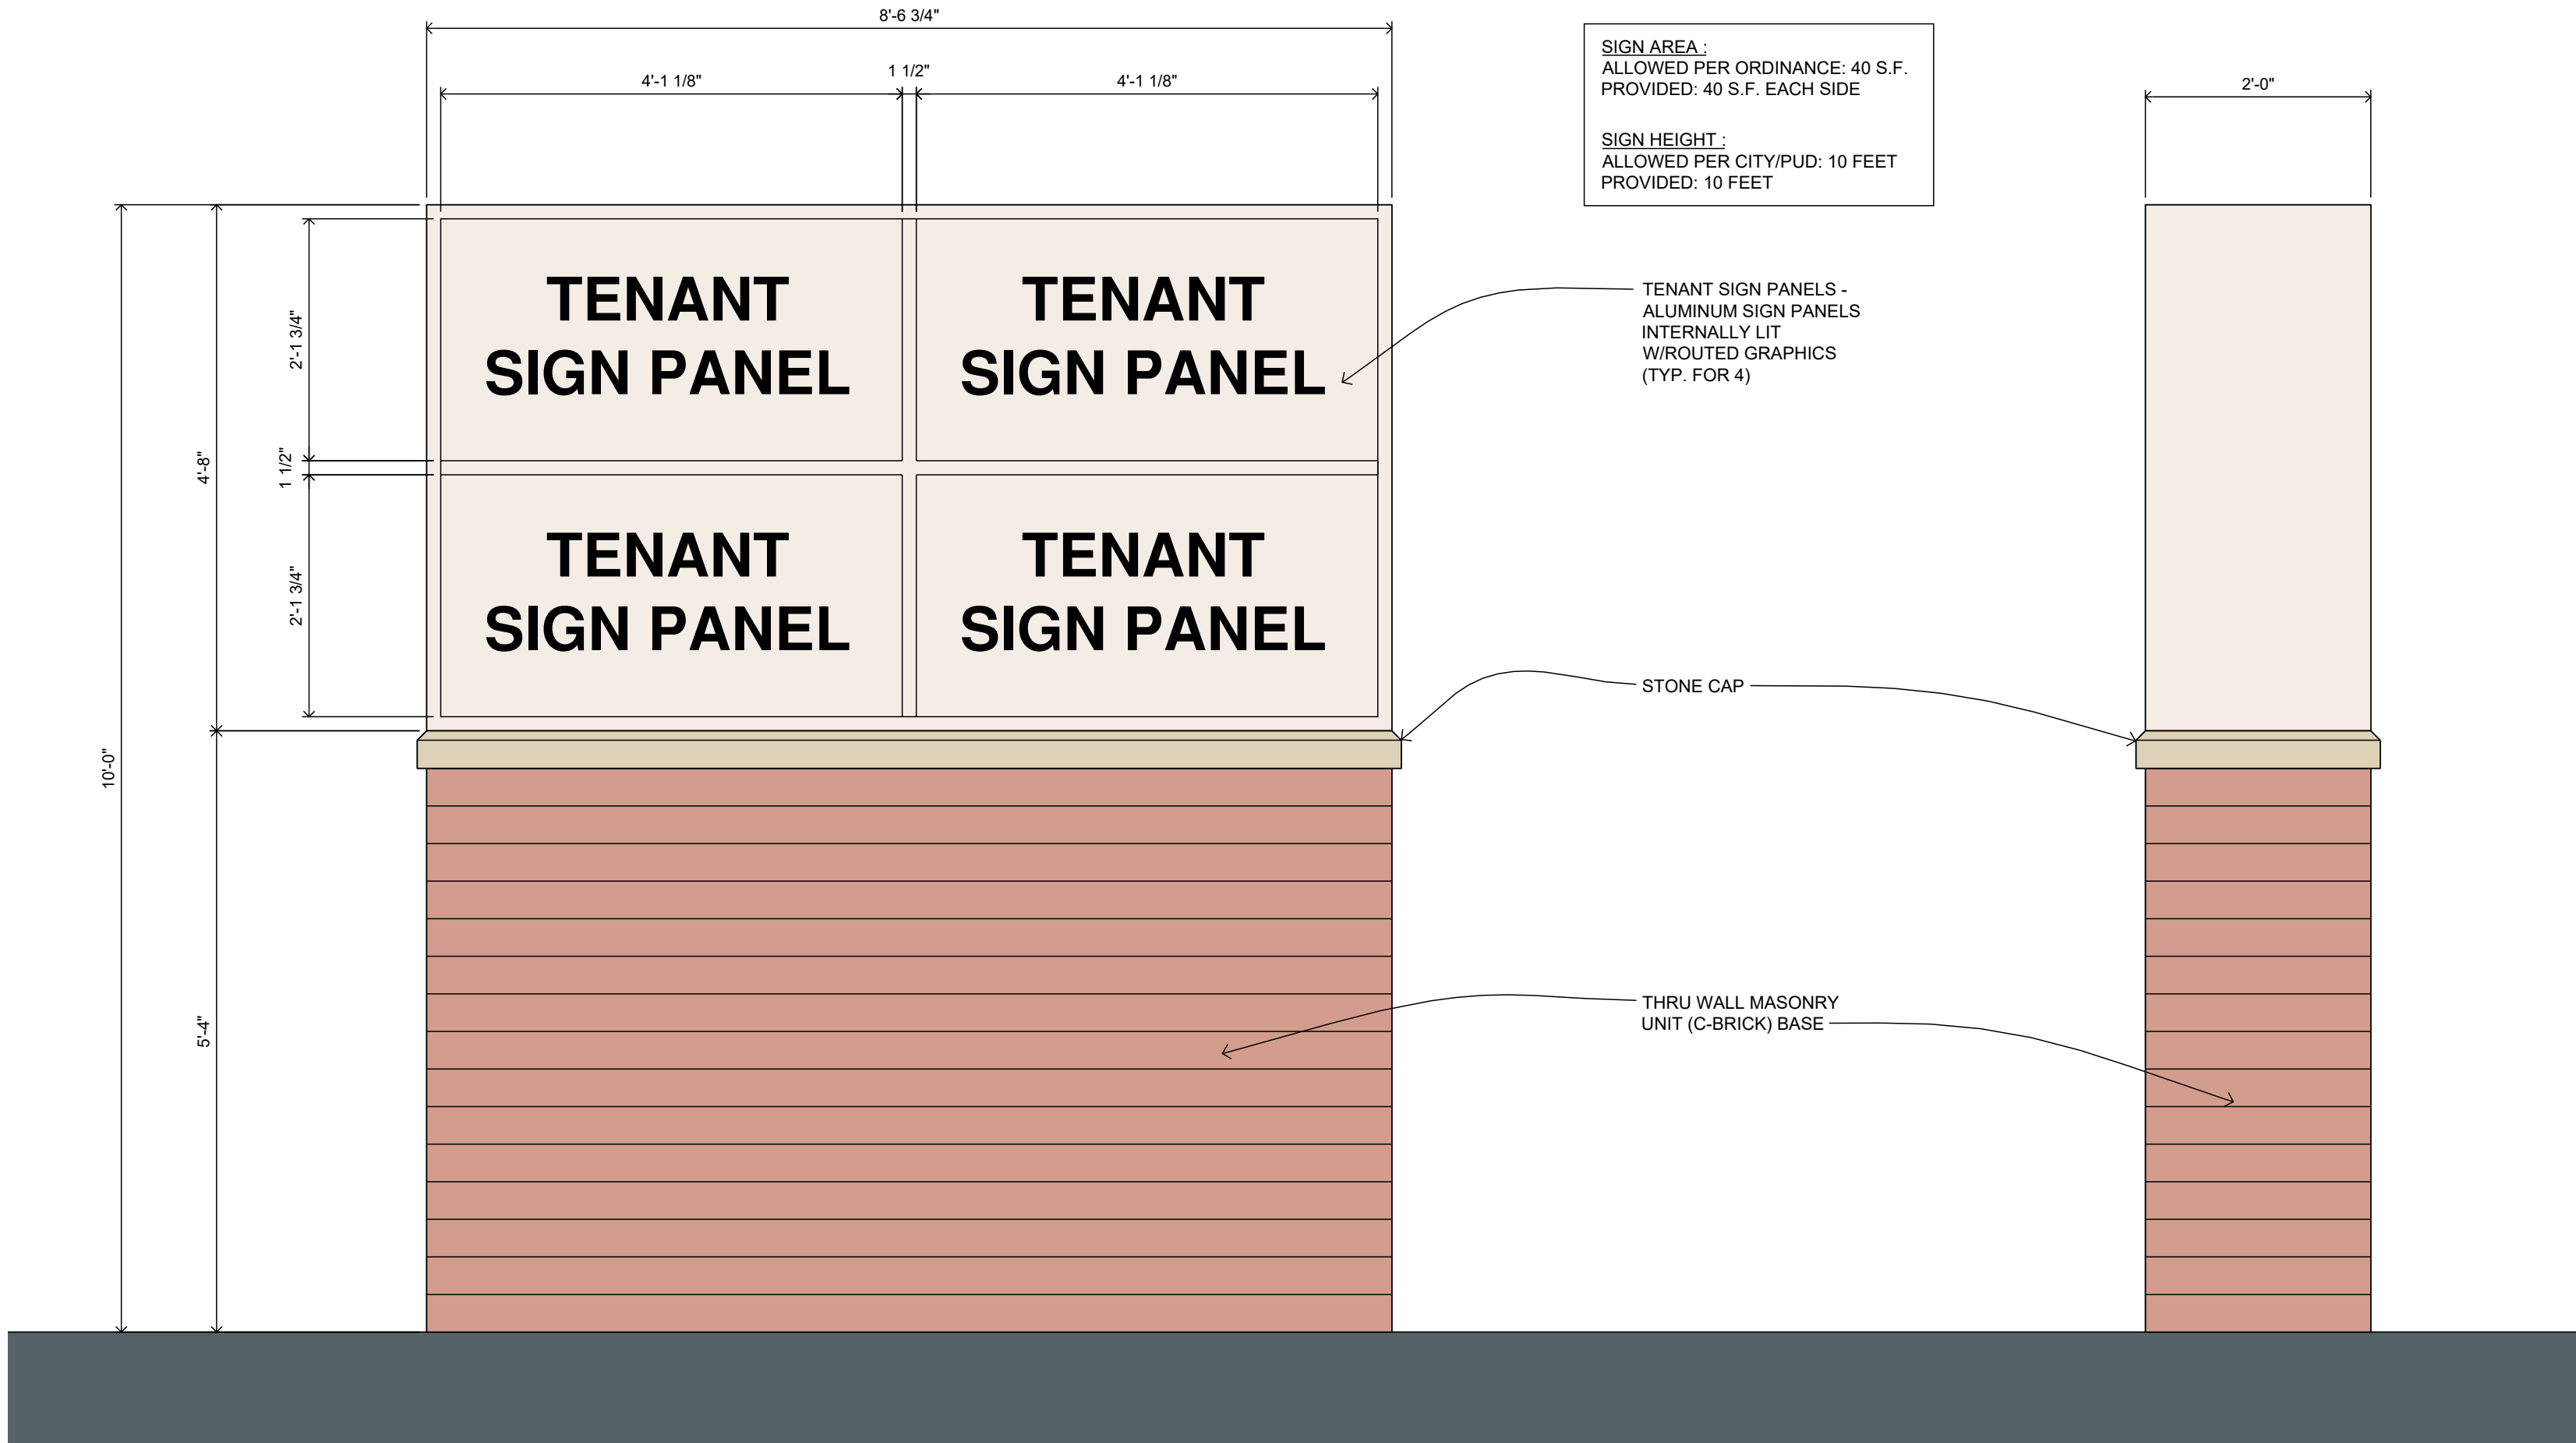 8'-6 3/4"
4'-1 1/8"
1 1/2"
4'-1 1/8"
SIGN AREA :
ALLOWED PER ORDINANCE: 40 S.F.
PROVIDED: 40 S.F. EACH SIDE
SIGN HEIGHT :
ALLOWED PER CITY/PUD: 10 FEET
PROVIDED: 10 FEET
2'-0"
TENANT
SIGN PANEL
TENANT
SIGN PANEL
TENANT SIGN PANELS -
ALUMINUM SIGN PANELS
INTERNALLY LIT
W/ROUTED GRAPHICS
(TYP. FOR 4)
2'-1 3/4"
1 1/2"
4'-8"
2'-1 3/4"
TENANT
SIGN PANEL
TENANT
SIGN PANEL
STONE CAP
10'-0"
5'-4"
THRU WALL MASONRY
UNIT (C-BRICK) BASE